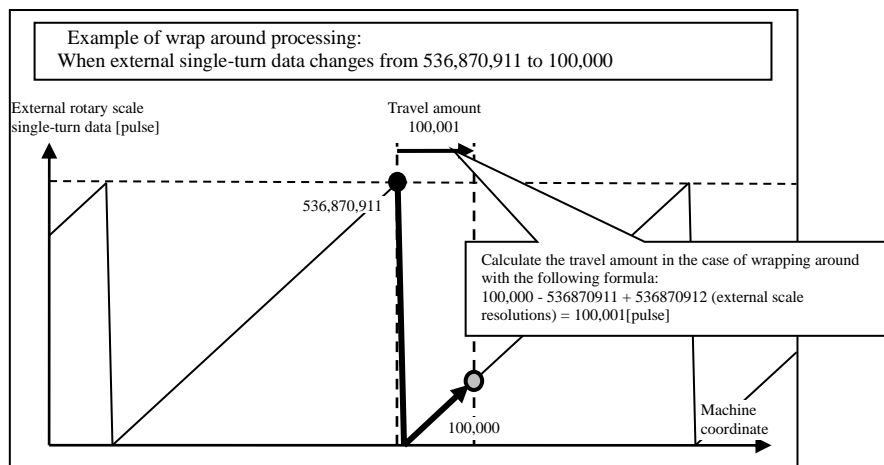 Example of wrap around processing:
When external single-turn data changes from 536,870,911 to 100,000
External rotary scale
single-turn data [pulse]
Travel amount
100,001
536,870,911
Calculate the travel amount in the case of wrapping around
with the following formula:
100,000 - 536870911 + 536870912 (external scale
resolutions) = 100,001[pulse]
100,000
Machine
coordinate